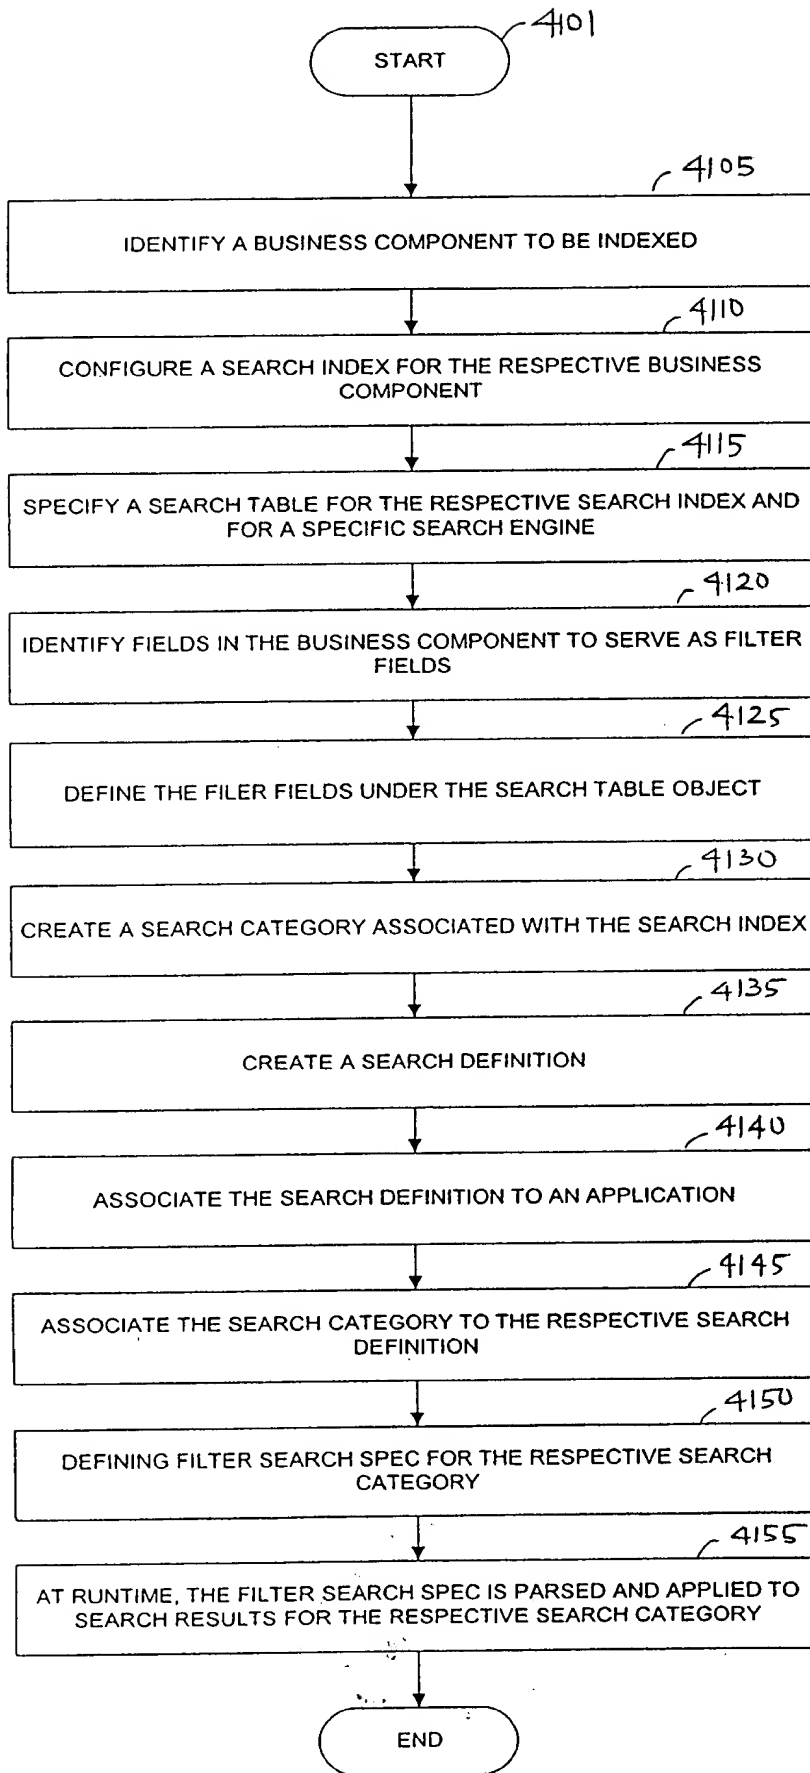 4101
START
4105
IDENTIFY A BUSINESS COMPONENT TO BE INDEXED
4110
CONFIGURE A SEARCH INDEX FOR THE RESPECTIVE BUSINESS
COMPONENT
4115
SPECIFY A SEARCH TABLE FOR THE RESPECTIVE SEARCH INDEX AND
FOR A SPECIFIC SEARCH ENGINE
4120
IDENTIFY FIELDS IN THE BUSINESS COMPONENT TO SERVE AS FILTER
FIELDS
4125
DEFINE THE FILER FIELDS UNDER THE SEARCH TABLE OBJECT
4130
CREATE A SEARCH CATEGORY ASSOCIATED WITH THE SEARCH INDEX
4135
CREATE A SEARCH DEFINITION
4140
ASSOCIATE THE SEARCH DEFINITION TO AN APPLICATION
4145
ASSOCIATE THE SEARCH CATEGORY TO THE RESPECTIVE SEARCH
DEFINITION
4150
DEFINING FILTER SEARCH SPEC FOR THE RESPECTIVE SEARCH
CATEGORY
4155
AT RUNTIME, THE FILTER SEARCH SPEC IS PARSED AND APPLIED TO
SEARCH RESULTS FOR THE RESPECTIVE SEARCH CATEGORY
END